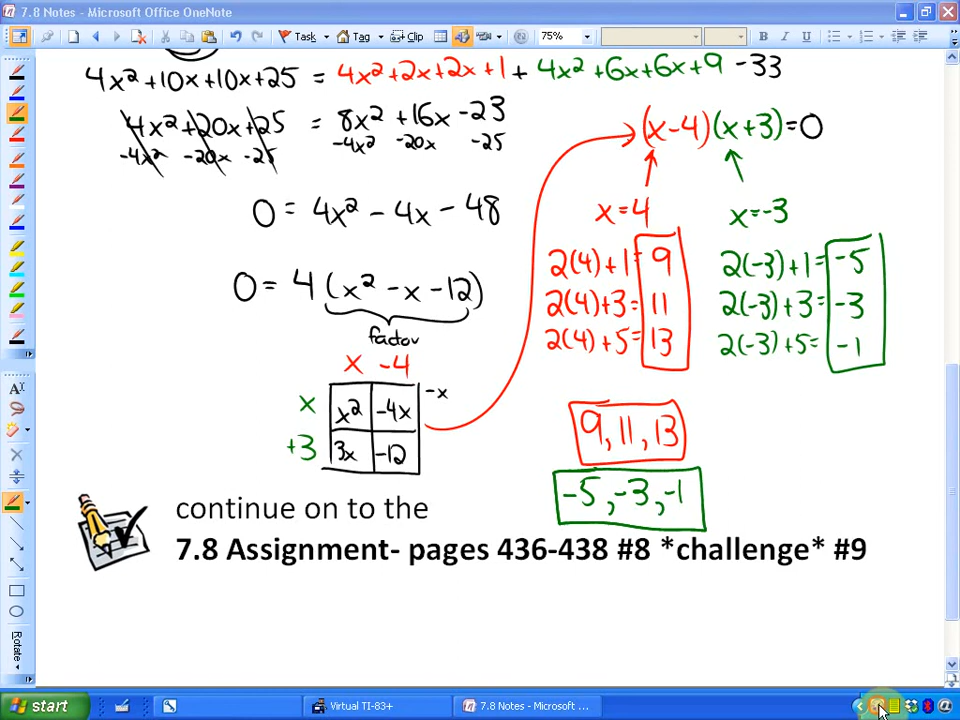 7.8 Notes - Microsoft Office OneNote
Task Tag Clip 75% B I U
4x²+10x+10x+25 = 4x²+2x+2x+1 + 4x²+6x+6x+9 -33
4x²+20x+25 = 8x²+16x-23
-4x² -20x -25 -4x² -20x -25
0 = 4x² - 4x - 48
0 = 4(x² - x - 12)
factor
x -4
x x² -4x -x
+3 3x -12
(x-4)(x+3)=0
x=4 x=-3
2(4)+1=9 2(-3)+1=-5
2(4)+3=11 2(-3)+3=-3
2(4)+5=13 2(-3)+5=-1
9, 11, 13
-5, -3, -1
continue on to the
7.8 Assignment- pages 436-438 #8 *challenge* #9
A
Rotate
start Virtual TI-83+ 7.8 Notes - Microsoft ...